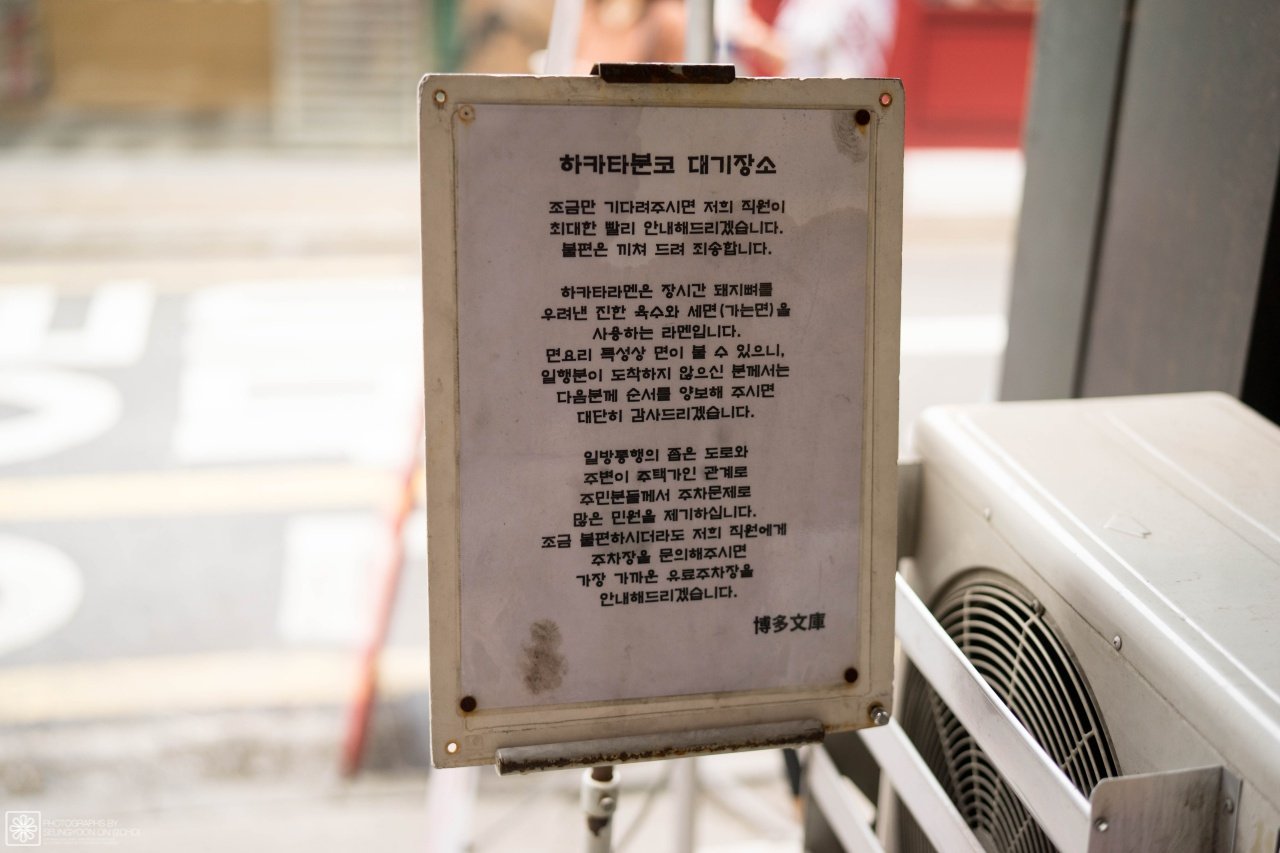 하카타분코 대기장소
조금만 기다려주시면 저희 직원이
최대한 빨리 안내해드리겠습니다.
불편은 끼쳐 드려 죄송합니다.
하카타라멘은 장시간 돼지뼈를
우려낸 진한 육수와 세면(가는면)을
사용하는 라멘입니다.
면요리 특성상 면이 불 수 있으니,
일행분이 도착하지 않으신 분께서는
다음분께 순서를 양보해 주시면
대단히 감사드리겠습니다.
일방통행의 좁은 도로와
주변이 주택가인 관계로
주민분들께서 주차문제로
많은 민원을 제기하십니다.
조금 불편하시더라도 저희 직원에게
주차장을 문의해주시면
가장 가까운 유료주차장을
안내해드리겠습니다.
博多文庫
PHOTOGRAPHS BY